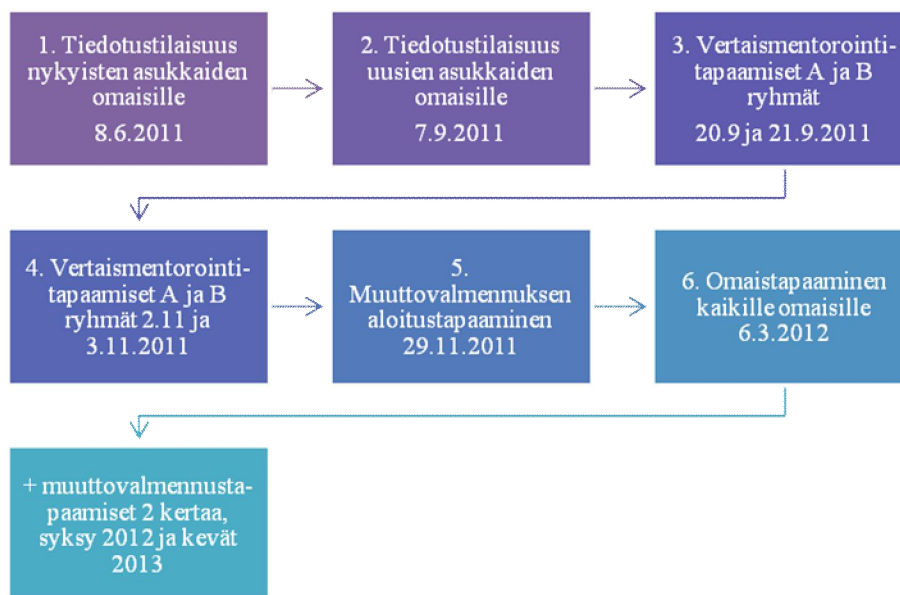 1. Tiedotustilaisuus
nykyisten asukkaiden
omaisille
8.6.2011
2. Tiedotustilaisuus
uusien asukkaiden
omaisille
7.9.2011
3. Vertaismentorointi-
tapaamiset A ja B
ryhmät
20.9 ja 21.9.2011
4. Vertaismentorointi-
tapaamiset A ja B
ryhmät 2.11 ja
3.11.2011
5.
Muuttovalmennuksen
aloitustapaaminen
29.11.2011
6. Omaistapaaminen
kaikille omaisille
6.3.2012
+ muuttovalmennusta-
paamiset 2 kertaa,
syksy 2012 ja kevät
2013